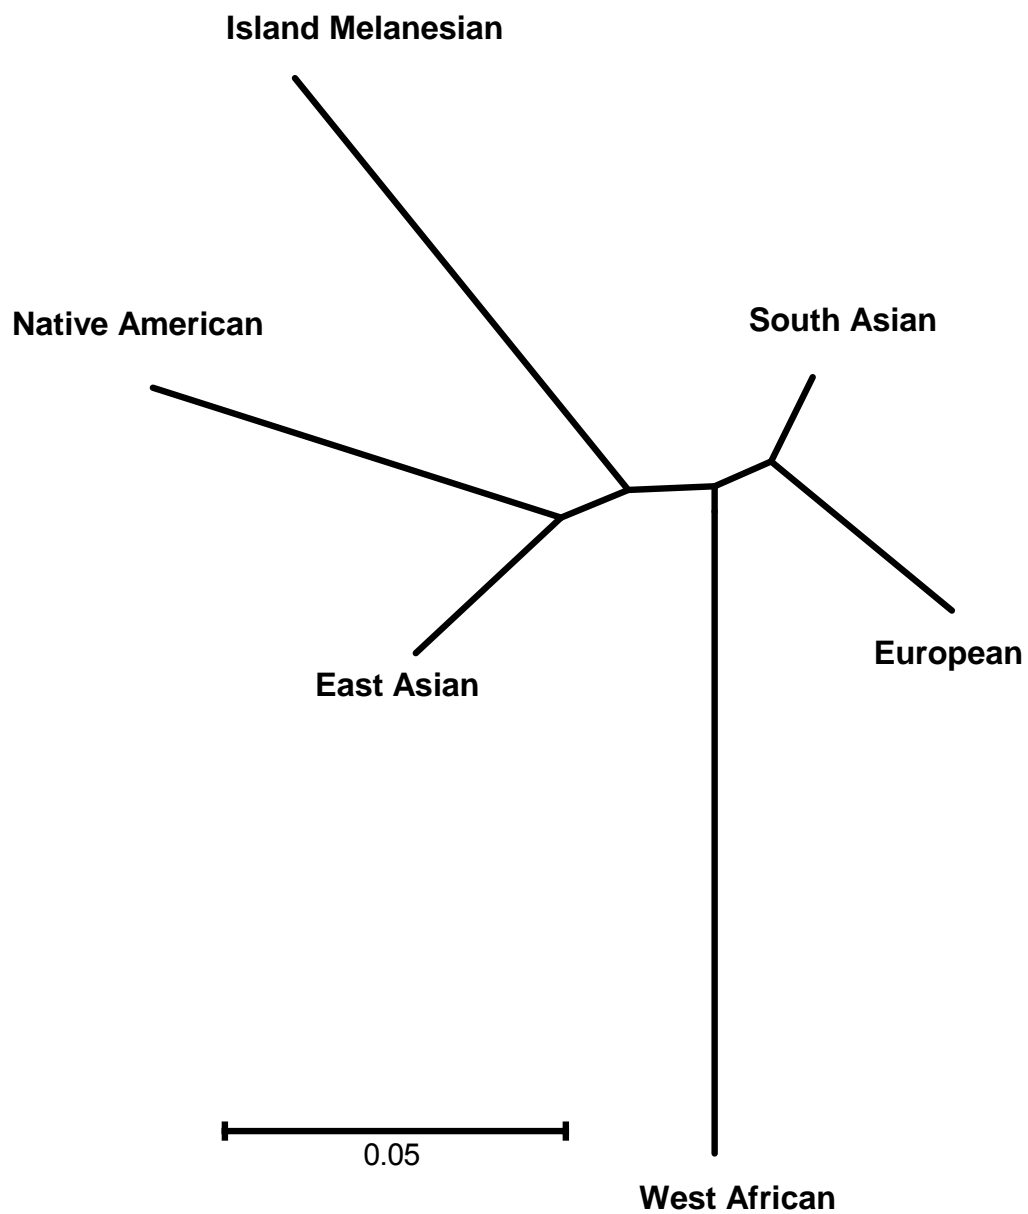 Island Melanesian
South Asian
Native American
European
East Asian
0.05
West African